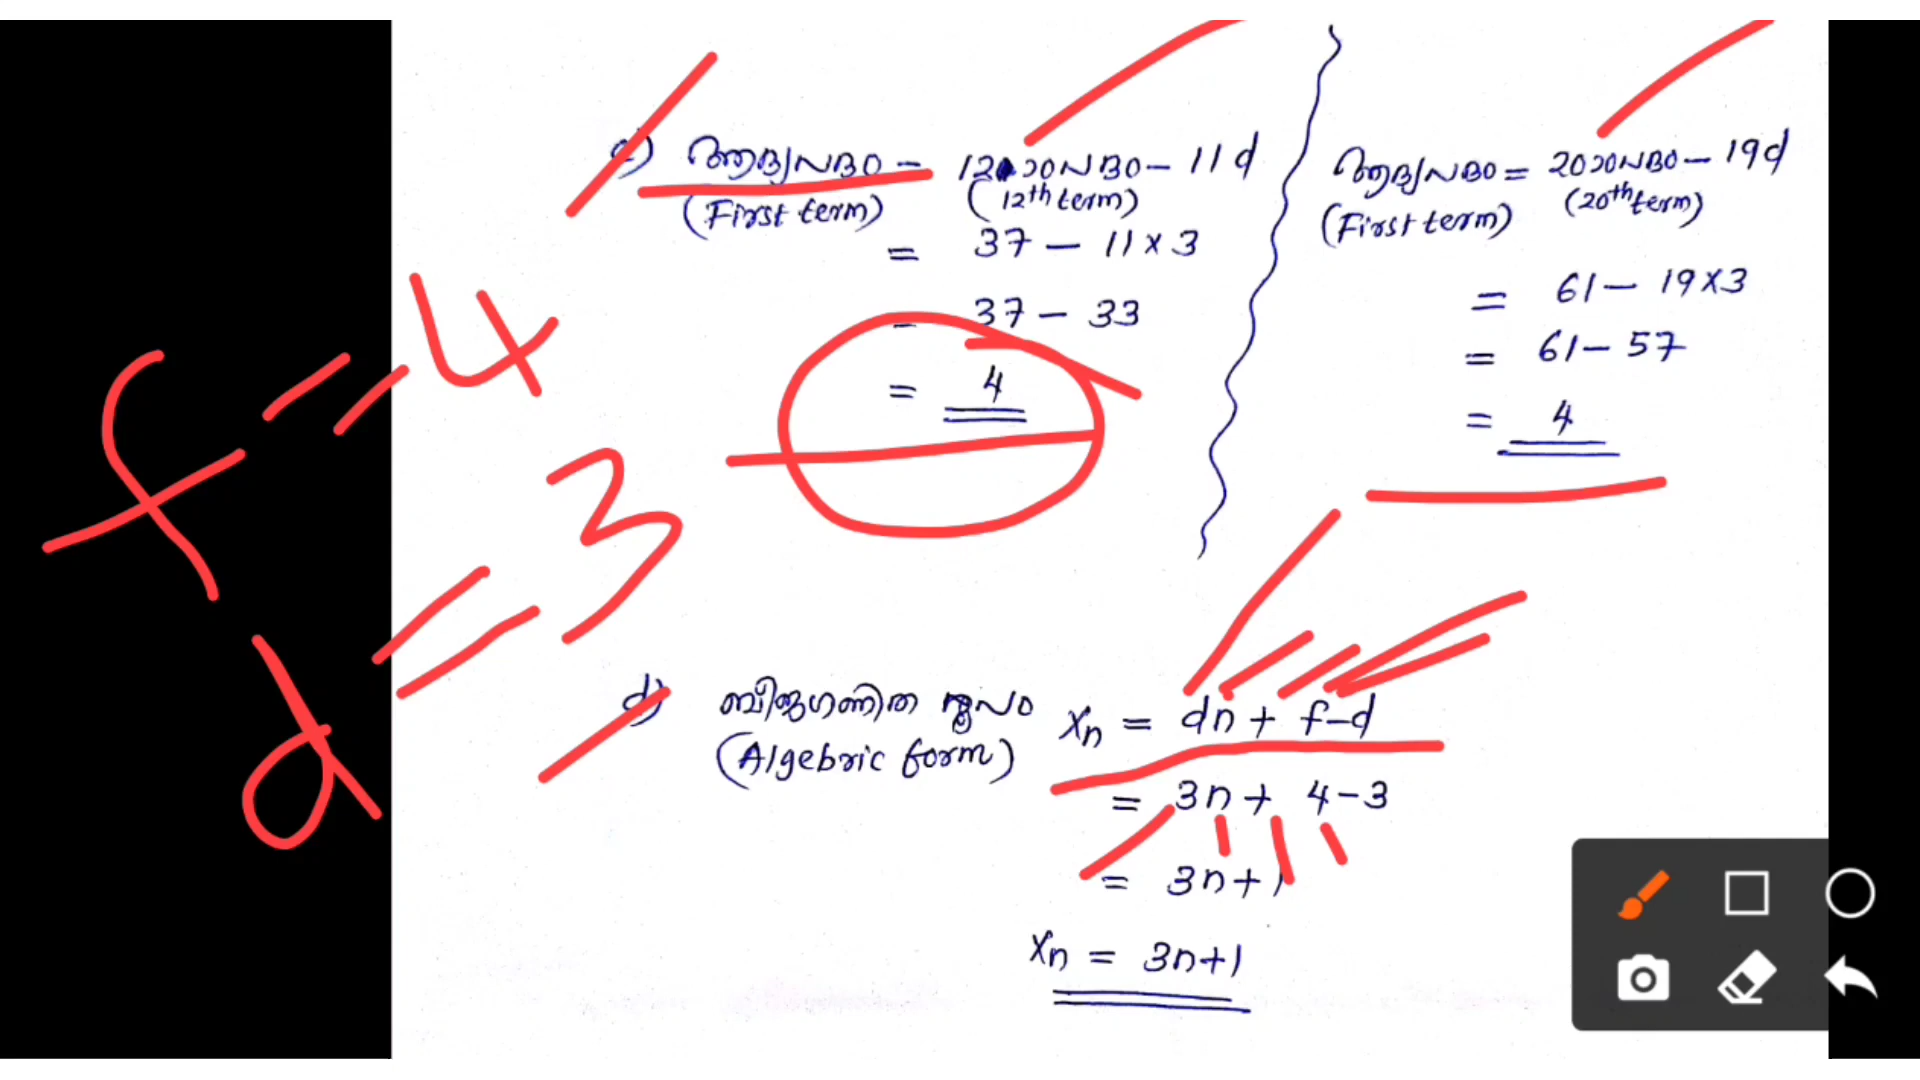 c) ആദ്യപദം = 12ാംപദം - 11d
(First term) (12th term)
= 37 - 11 x 3
= 37 - 33
= 4
ആദ്യപദം = 20ാംപദം - 19d
(First term) (20th term)
= 61 - 19x3
= 61 - 57
= 4
f = 4
d = 3
d) ബീജഗണിത രൂപം xn = dn + f-d
(Algebric form)
= 3n + 4-3
= 3n+1
xn = 3n+1